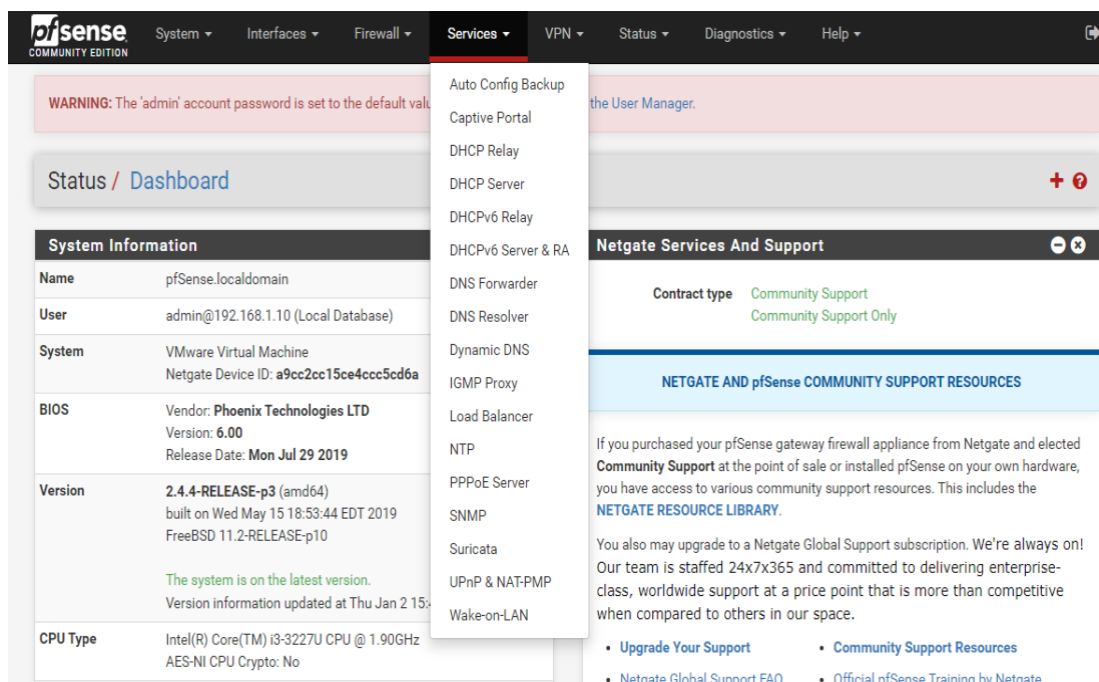 pfsense
COMMUNITY EDITION
System Interfaces Firewall Services VPN Status Diagnostics Help
Auto Config Backup
Captive Portal
DHCP Relay
DHCP Server
DHCPv6 Relay
DHCPv6 Server & RA
DNS Forwarder
DNS Resolver
Dynamic DNS
IGMP Proxy
Load Balancer
NTP
PPPoE Server
SNMP
Suricata
UPnP & NAT-PMP
Wake-on-LAN
WARNING: The 'admin' account password is set to the default the User Manager.
Status / Dashboard
System Information
Name pfSense.localdomain
User admin@192.168.1.10 (Local Database)
System VMware Virtual Machine
Netgate Device ID: a9cc2cc15ce4ccc5cd6a
BIOS Vendor: Phoenix Technologies LTD
Version: 6.00
Release Date: Mon Jul 29 2019
Version 2.4.4-RELEASE-p3 (amd64)
built on Wed May 15 18:53:44 EDT 2019
FreeBSD 11.2-RELEASE-p10
The system is on the latest version.
Version information updated at Thu Jan 2 15:
CPU Type Intel(R) Core(TM) i3-3227U CPU @ 1.90GHz
AES-NI CPU Crypto: No
Netgate Services And Support
Contract type Community Support
Community Support Only
NETGATE AND pfSense COMMUNITY SUPPORT RESOURCES
If you purchased your pfSense gateway firewall appliance from Netgate and elected
Community Support at the point of sale or installed pfSense on your own hardware,
you have access to various community support resources. This includes the
NETGATE RESOURCE LIBRARY.
You also may upgrade to a Netgate Global Support subscription. We're always on!
Our team is staffed 24x7x365 and committed to delivering enterprise-
class, worldwide support at a price point that is more than competitive
when compared to others in our space.
• Upgrade Your Support • Community Support Resources
• Netgate Global Support FAQ • Official pfSense Training by Netgate